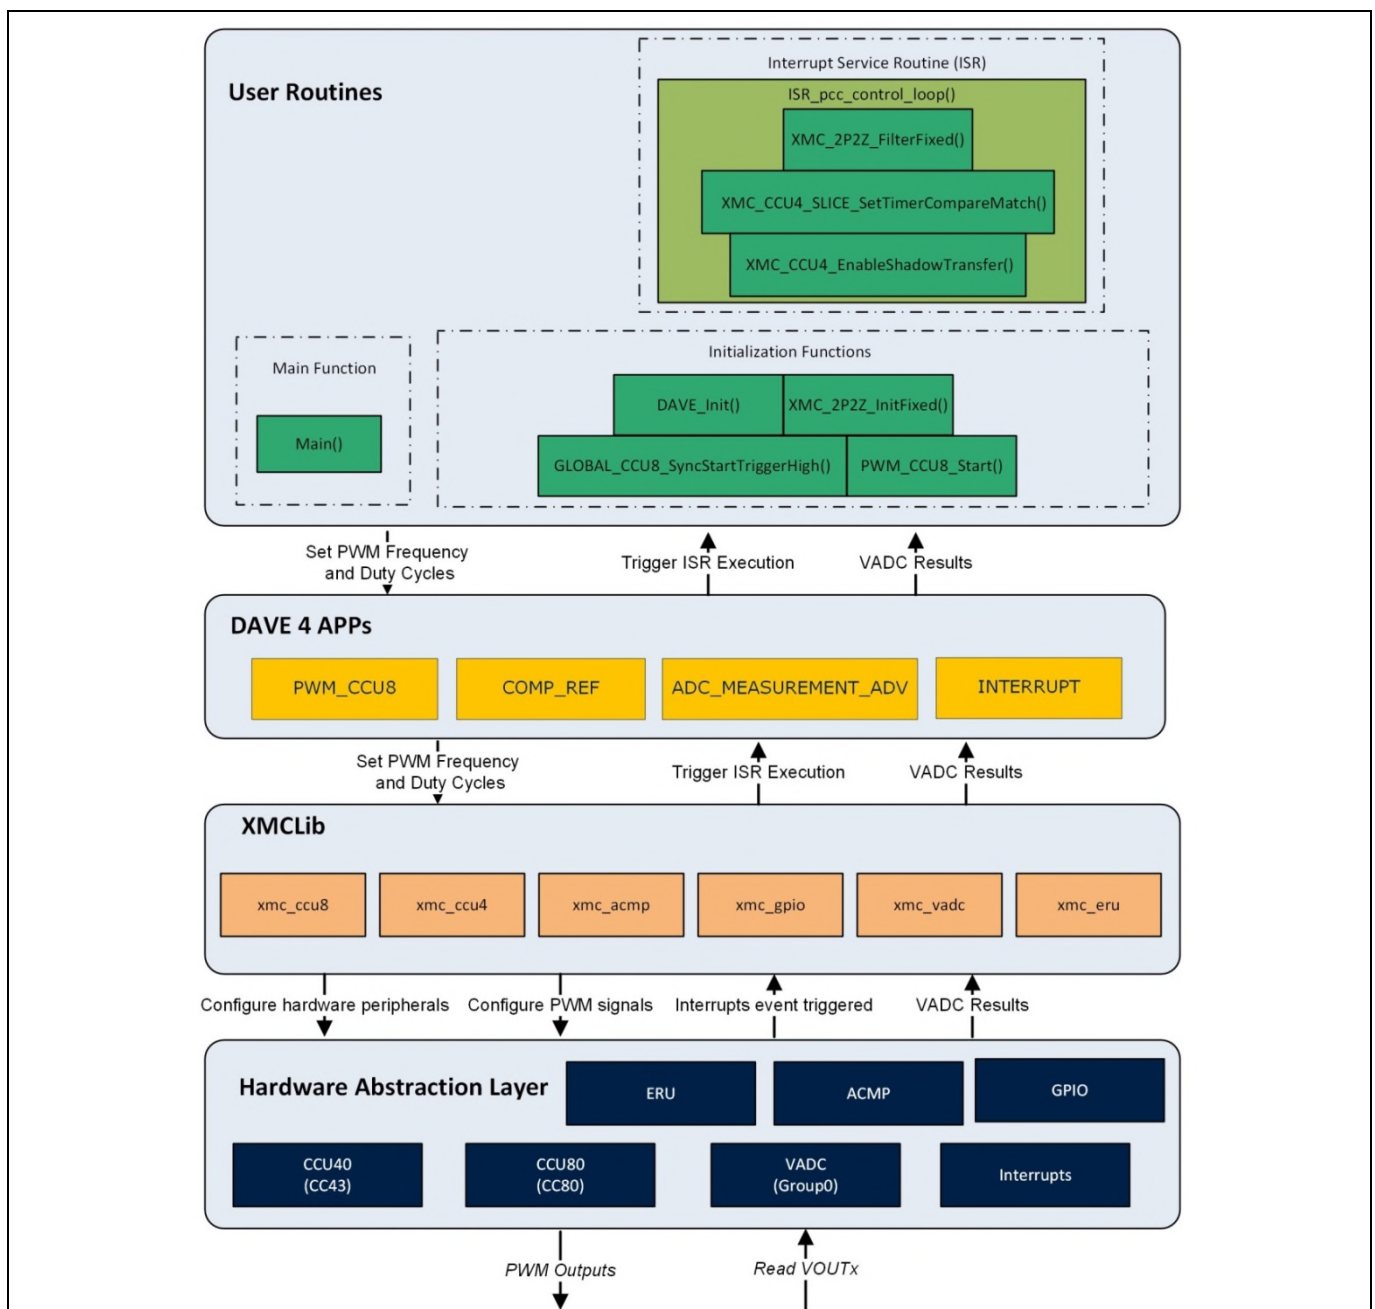 User Routines
Interrupt Service Routine (ISR)
ISR_pcc_control_loop()
XMC_2P2Z_FilterFixed()
XMC_CCU4_SLICE_SetTimerCompareMatch()
XMC_CCU4_EnableShadowTransfer()
Main Function
Main()
Initialization Functions
DAVE_Init()
XMC_2P2Z_InitFixed()
GLOBAL_CCU8_SyncStartTriggerHigh()
PWM_CCU8_Start()
Set PWM Frequency
and Duty Cycles
Trigger ISR Execution
VADC Results
DAVE 4 APPs
PWM_CCU8
COMP_REF
ADC_MEASUREMENT_ADV
INTERRUPT
Set PWM Frequency
and Duty Cycles
Trigger ISR Execution
VADC Results
XMCLib
xmc_ccu8
xmc_ccu4
xmc_acmp
xmc_gpio
xmc_vadc
xmc_eru
Configure hardware peripherals
Configure PWM signals
Interrupts event triggered
VADC Results
Hardware Abstraction Layer
ERU
ACMP
GPIO
CCU40
(CC43)
CCU80
(CC80)
VADC
(Group0)
Interrupts
PWM Outputs
Read VOUTx